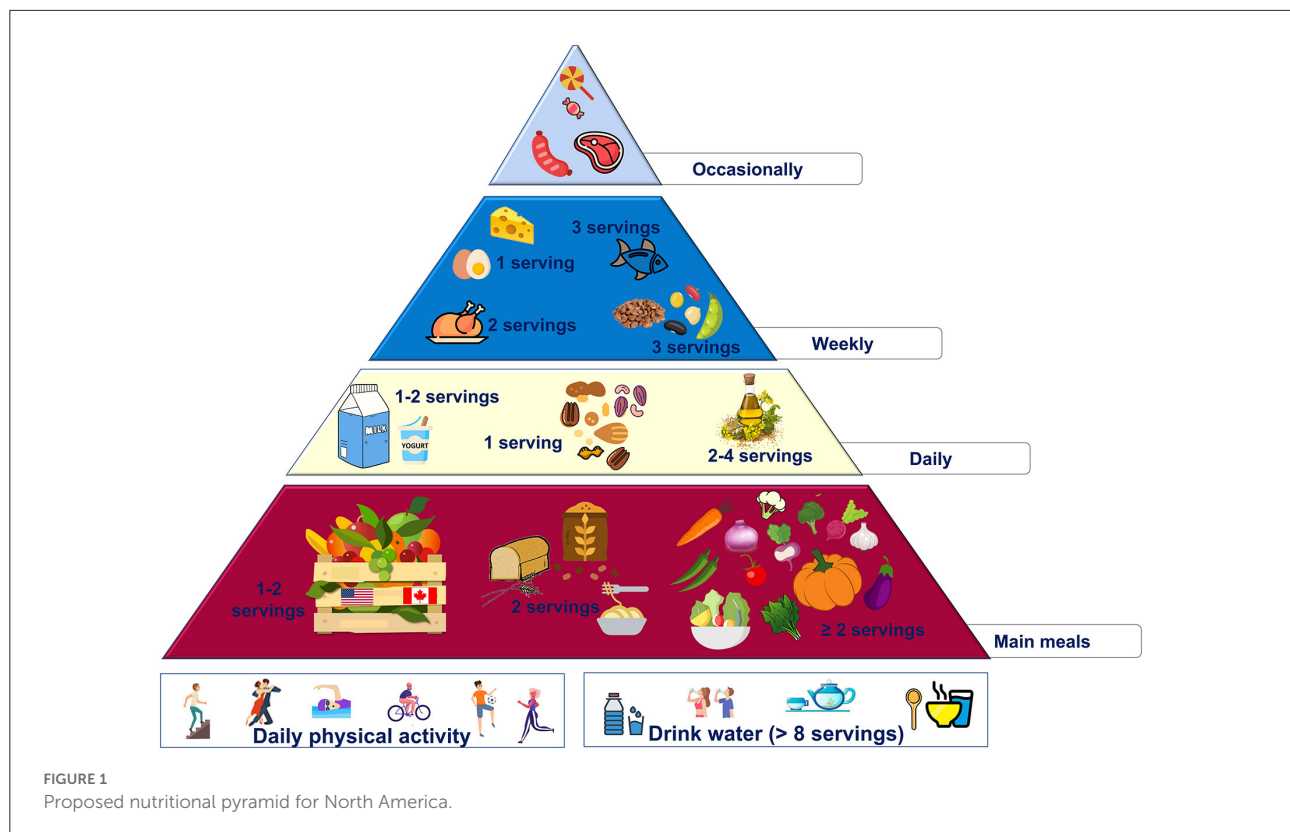 Occasionally
3 servings
1 serving
2 servings
3 servings
Weekly
1-2 servings
MILK
YOGURT
1 serving
2-4 servings
Daily
1-2
servings
2 servings
≥ 2 servings
Main meals
Daily physical activity
Drink water (> 8 servings)
FIGURE 1
Proposed nutritional pyramid for North America.